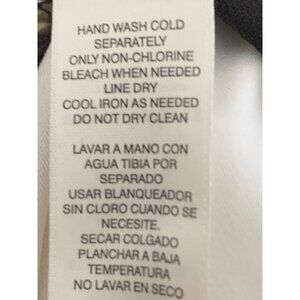 HAND WASH COLD
SEPARATELY
ONLY NON-CHLORINE
BLEACH WHEN NEEDED
LINE DRY
COOL IRON AS NEEDED
DO NOT DRY CLEAN
LAVAR A MANO CON
AGUA TIBIA POR
SEPARADO
USAR BLANQUEADOR
SIN CLORO CUANDO SE
NECESITE.
SECAR COLGADO
PLANCHAR A BAJA
TEMPERATURA
NO LAVAR EN SECO